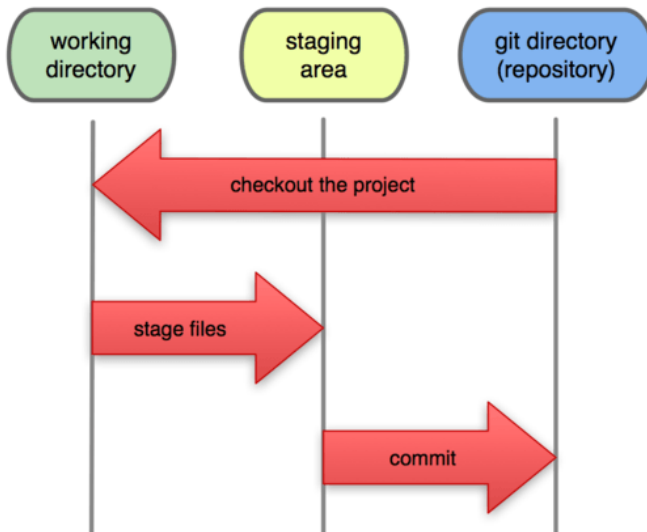 working
directory
staging
area
git directory
(repository)
checkout the project
stage files
commit